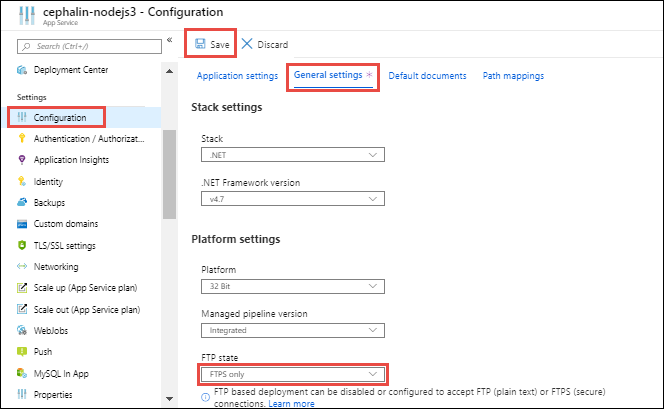 cephalin-nodejs3 - Configuration
App Service
Search (Ctrl+/)
«
Deployment Center
Settings
Configuration
Authentication / Authorizat...
Application Insights
Identity
Backups
Custom domains
TLS/SSL settings
Networking
Scale up (App Service plan)
Scale out (App Service plan)
WebJobs
Push
MySQL In App
Properties
Save
Discard
Application settings
General settings *
Default documents
Path mappings
Stack settings
Stack
.NET
.NET Framework version
v4.7
Platform settings
Platform
32 Bit
Managed pipeline version
Integrated
FTP state
FTPS only
FTP based deployment can be disabled or configured to accept FTP (plain text) or FTPS (secure)
connections. Learn more